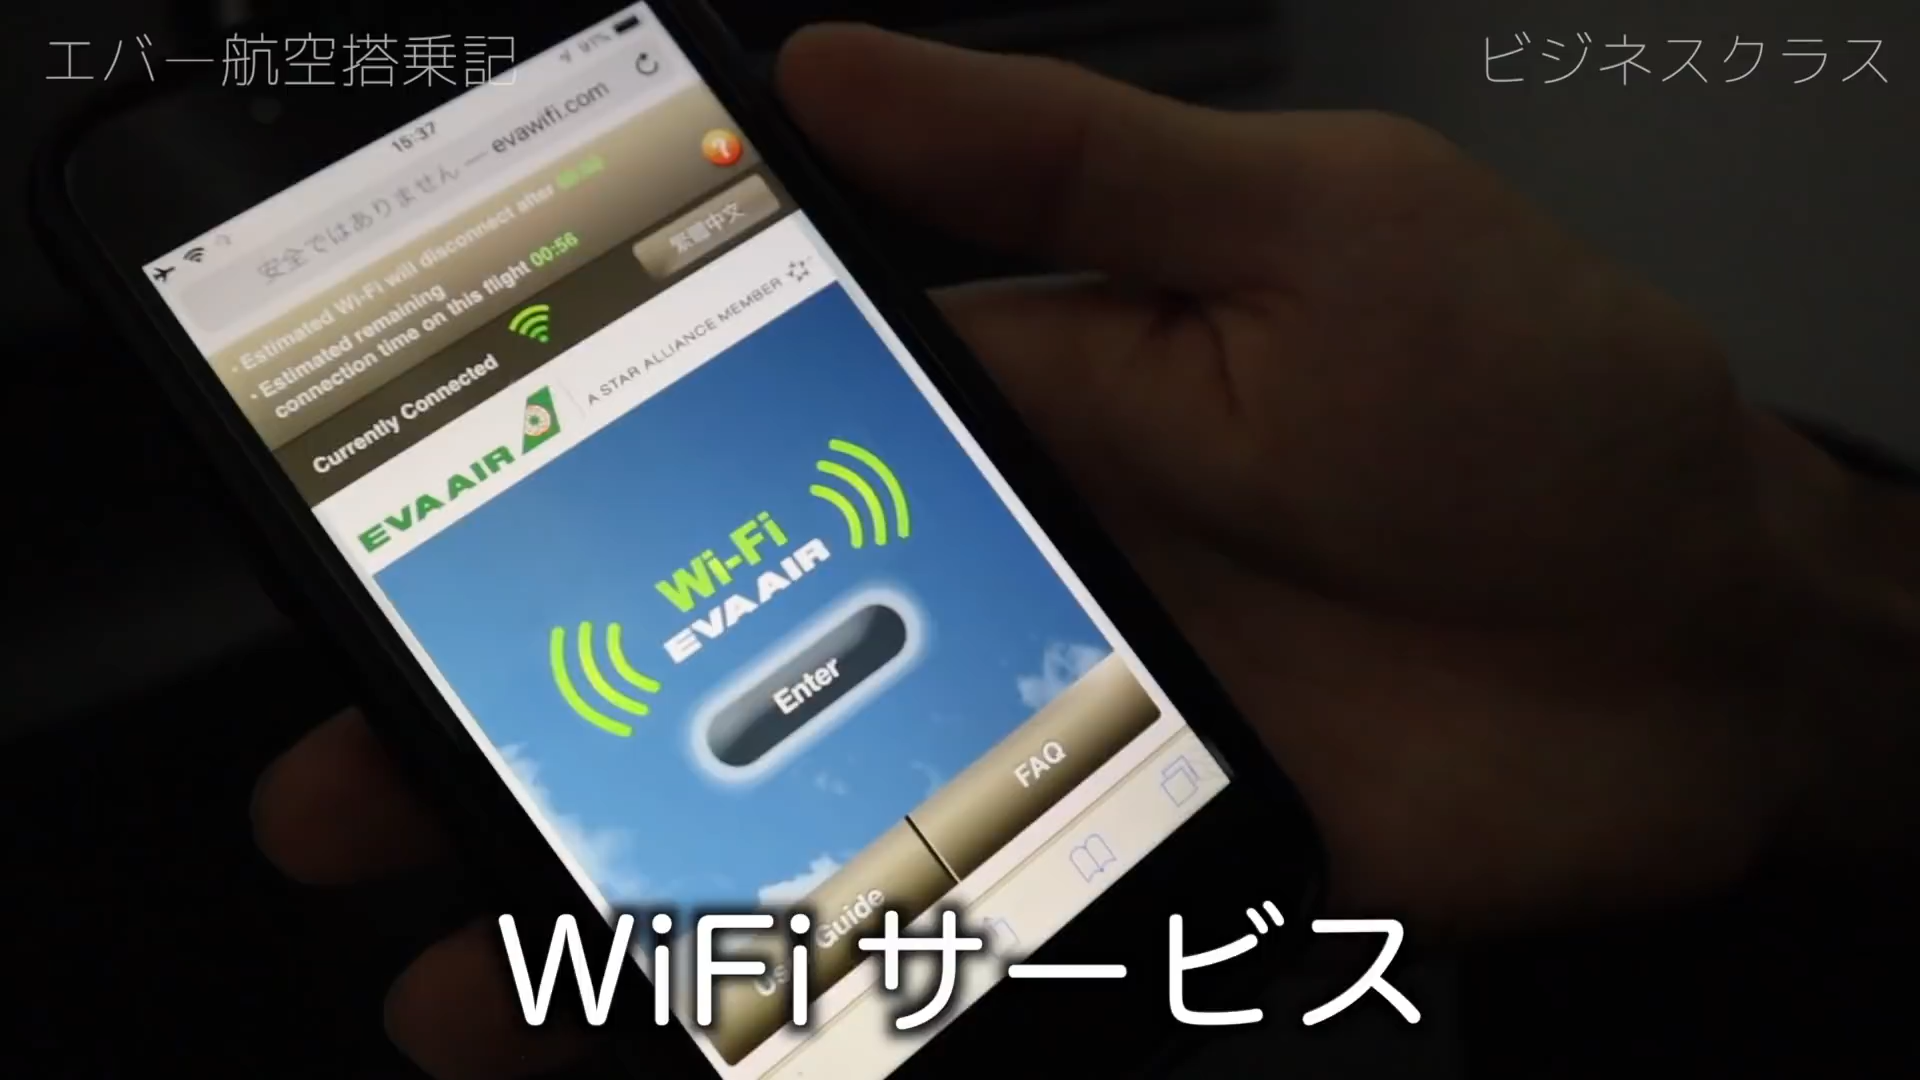 エバー航空搭乗記
ビジネスクラス
91%
15:37
安全ではありません — evawifi.com
・Estimated Wi-Fi will disconnect after
・Estimated remaining
connection time on this flight 00:56
繁體中文
Currently Connected
EVA AIR
A STAR ALLIANCE MEMBER
Wi-Fi
EVA AIR
Enter
FAQ
Guide
WiFi サービス